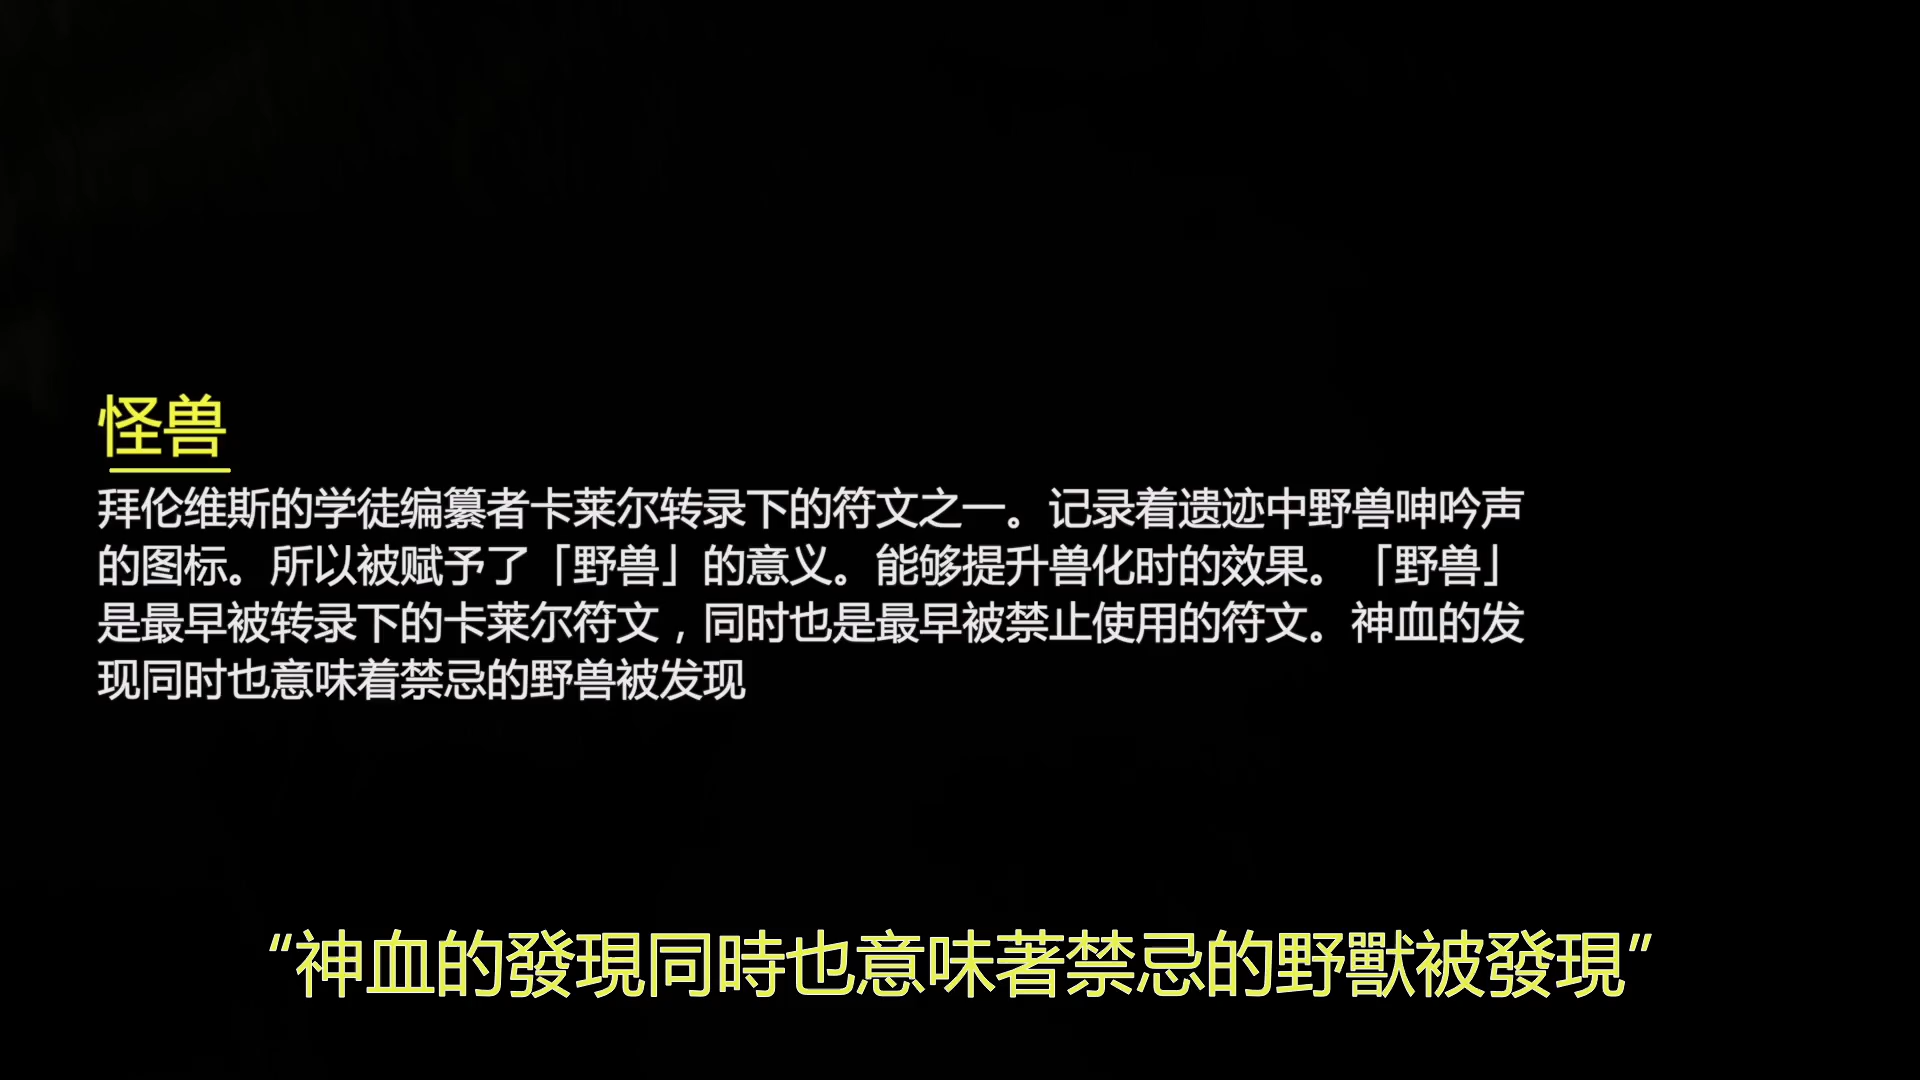 怪兽
拜伦维斯的学徒编纂者卡莱尔转录下的符文之一。记录着遗迹中野兽呻吟声
的图标。所以被赋予了「野兽」的意义。能够提升兽化时的效果。「野兽」
是最早被转录下的卡莱尔符文，同时也是最早被禁止使用的符文。神血的发
现同时也意味着禁忌的野兽被发现
“神血的發現同時也意味著禁忌的野獸被發現”